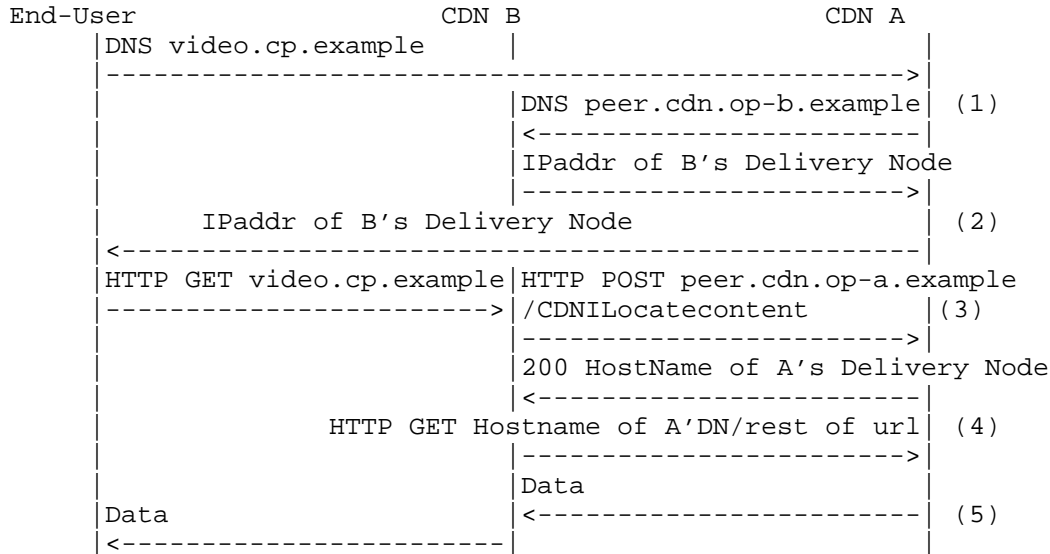 End-User                 CDN B                   CDN A
|DNS video.cp.example     |                         |
|-------------------------------------------------->|
|                         |DNS peer.cdn.op-b.example| (1)
|                         |<------------------------|
|                         |IPaddr of B's Delivery Node
|                         |------------------------>|
|      IPaddr of B's Delivery Node                  | (2)
|<--------------------------------------------------|
|HTTP GET video.cp.example|HTTP POST peer.cdn.op-a.example
|------------------------>|/CDNILocatecontent       |(3)
|                         |------------------------>|
|                         |200 HostName of A's Delivery Node
|                         |<------------------------|
|              HTTP GET Hostname of A'DN/rest of url| (4)
|                         |------------------------>|
|                         |Data                     |
|Data                     |<------------------------| (5)
|<------------------------|                         |